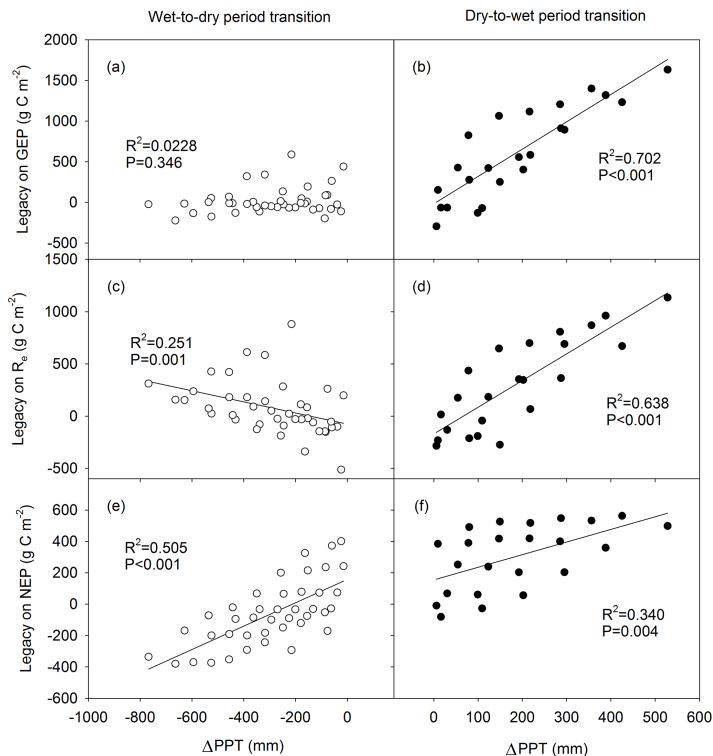 Wet-to-dry period transition
Dry-to-wet period transition
Legacy on GEP (g C m⁻²)
2000
1500
1000
500
0
-500
(a)
R²=0.0228
P=0.346
(b)
R²=0.702
P<0.001
Legacy on Rₑ (g C m⁻²)
1500
1000
500
0
-500
(c)
R²=0.251
P=0.001
(d)
R²=0.638
P<0.001
Legacy on NEP (g C m⁻²)
600
400
200
0
-200
-400
-600
(e)
R²=0.505
P<0.001
(f)
R²=0.340
P=0.004
-1000 -800 -600 -400 -200 0
0 100 200 300 400 500 600
ΔPPT (mm)
ΔPPT (mm)